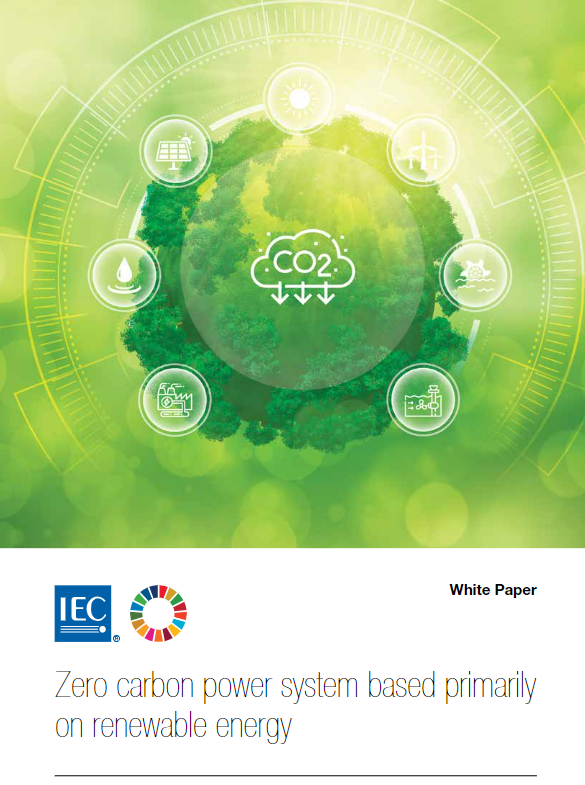 CO2
White Paper
IEC
®
Zero carbon power system based primarily
on renewable energy